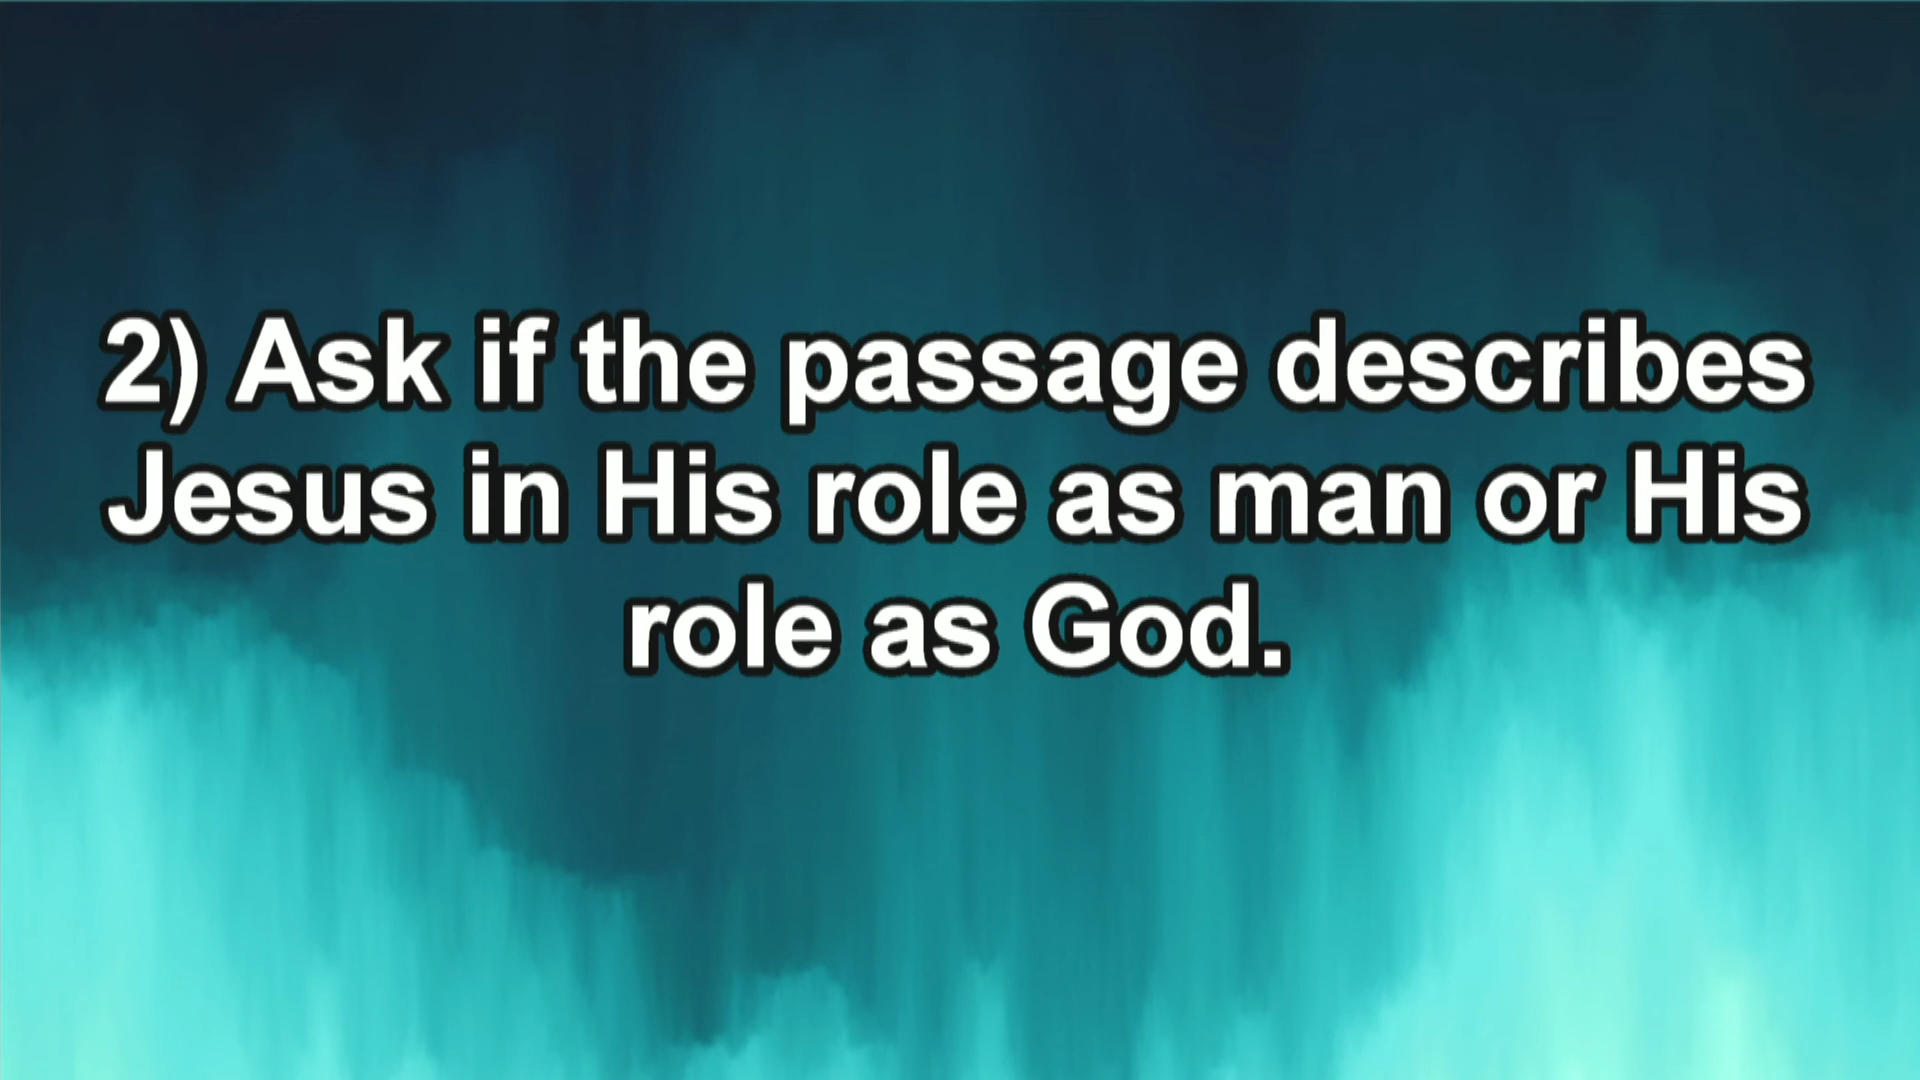 2) Ask if the passage describes
Jesus in His role as man or His
role as God.